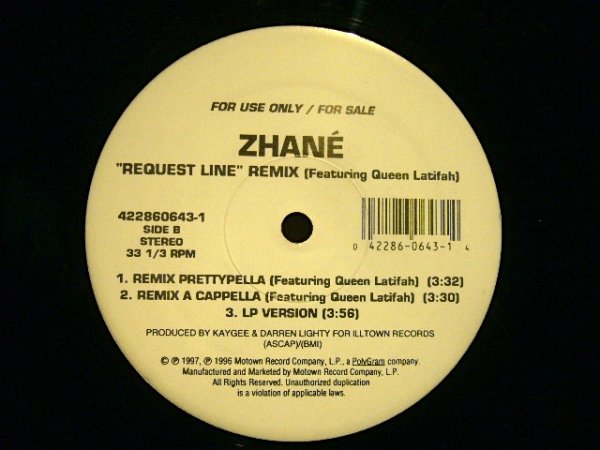 FOR USE ONLY / FOR SALE
ZHANÉ
"REQUEST LINE" REMIX (Featuring Queen Latifah)
422860643-1
SIDE B
STEREO
33 1/3 RPM
0 42286-0643-1 4
1. REMIX PRETTYPELLA (Featuring Queen Latifah) (3:32)
2. REMIX A CAPPELLA (Featuring Queen Latifah) (3:30)
3. LP VERSION (3:56)
PRODUCED BY KAYGEE & DARREN LIGHTY FOR ILLTOWN RECORDS
(ASCAP)/(BMI)
© ℗ 1997, ℗ 1996 Motown Record Company, L.P., a PolyGram company.
Manufactured and Marketed by Motown Record Company, L.P.
All Rights Reserved. Unauthorized duplication
is a violation of applicable laws.